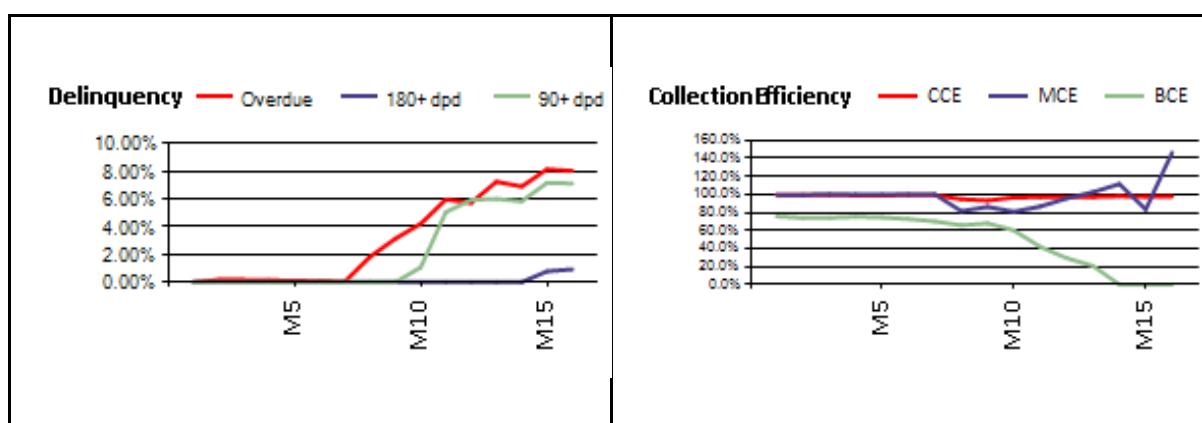 Delinquency Overdue 180+ dpd 90+ dpd
10.00%
8.00%
6.00%
4.00%
2.00%
0.00%
M5
M10
M15
Collection Efficiency CCE MCE BCE
160.0%
140.0%
120.0%
100.0%
80.0%
60.0%
40.0%
20.0%
0.0%
M5
M10
M15